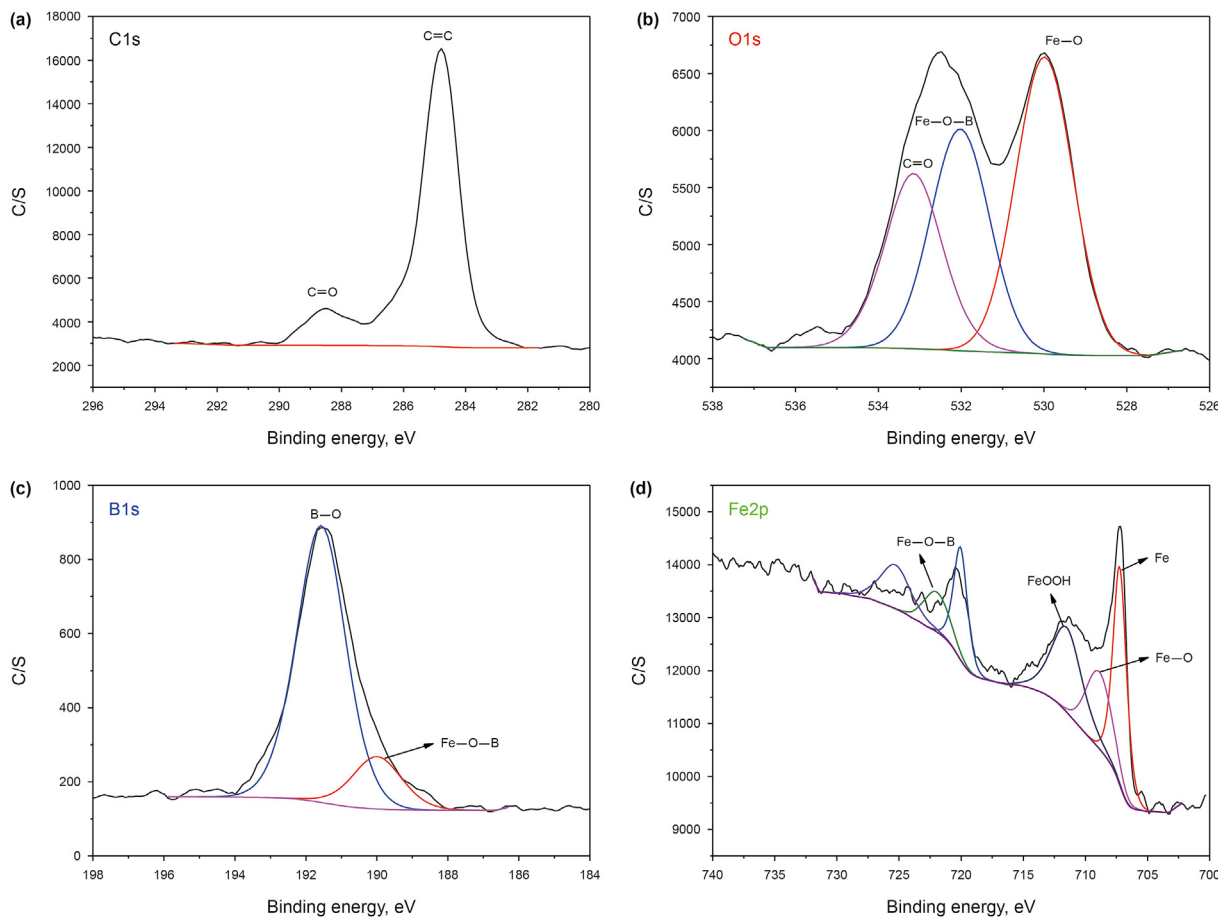 (a)
C1s
C=C
C=O
18000
16000
14000
12000
10000
8000
6000
4000
2000
C/S
296 294 292 290 288 286 284 282 280
Binding energy, eV
(b)
O1s
Fe—O
Fe—O—B
C=O
7000
6500
6000
5500
5000
4500
4000
C/S
538 536 534 532 530 528 526
Binding energy, eV
(c)
B1s
B—O
Fe—O—B
1000
800
600
400
200
0
C/S
198 196 194 192 190 188 186 184
Binding energy, eV
(d)
Fe2p
Fe—O—B
FeOOH
Fe
Fe—O
15000
14000
13000
12000
11000
10000
9000
C/S
740 735 730 725 720 715 710 705 700
Binding energy, eV